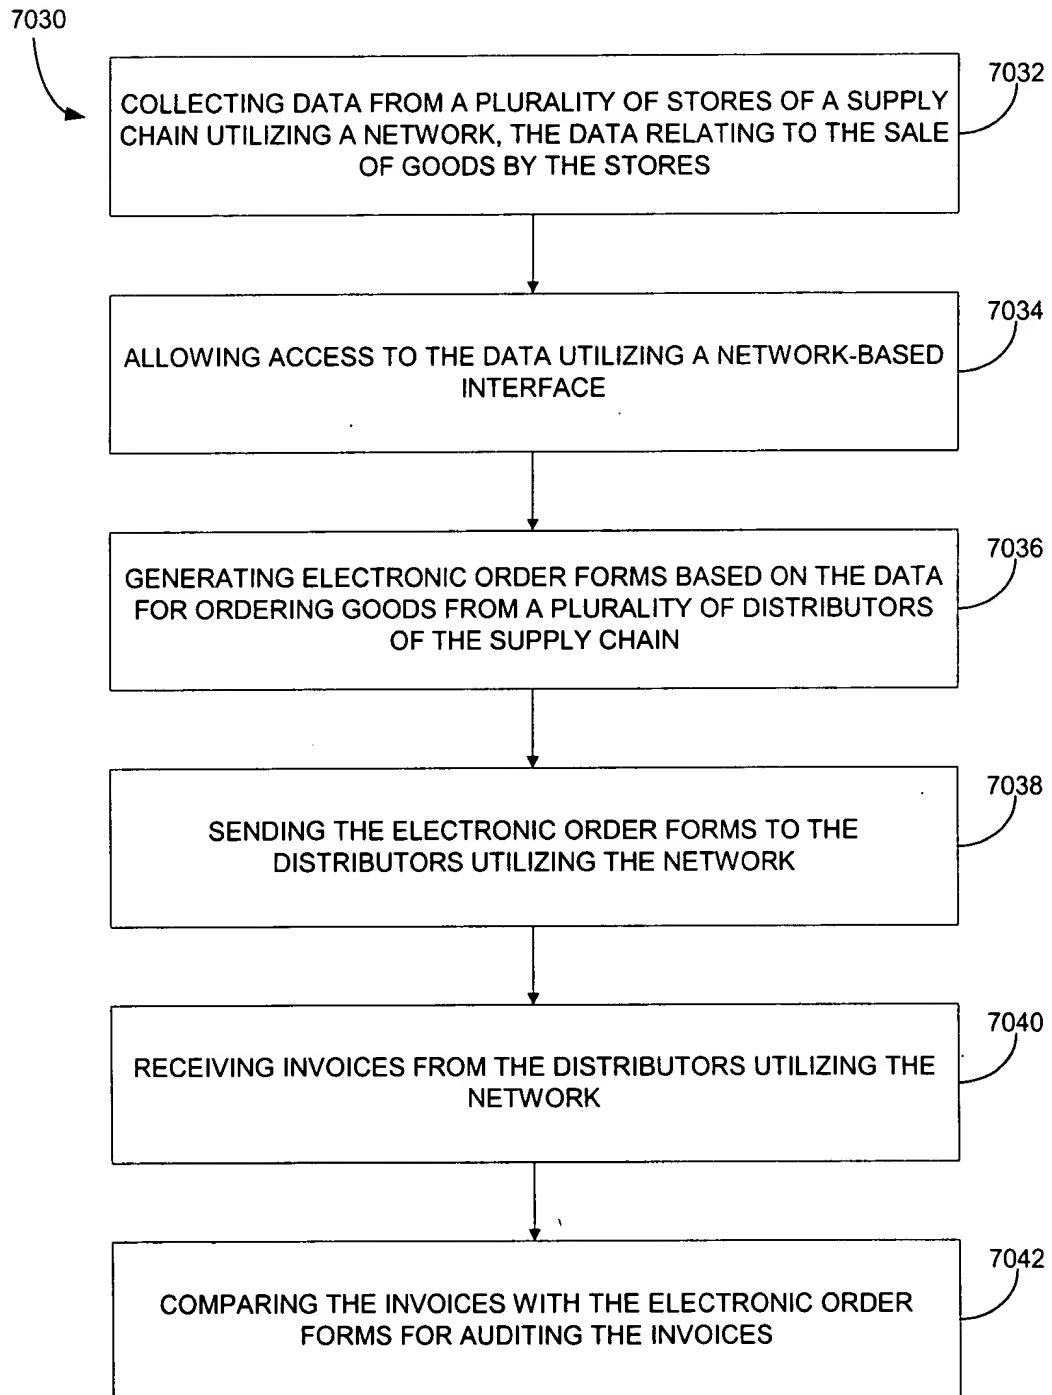 7030
7032
COLLECTING DATA FROM A PLURALITY OF STORES OF A SUPPLY
CHAIN UTILIZING A NETWORK, THE DATA RELATING TO THE SALE
OF GOODS BY THE STORES
7034
ALLOWING ACCESS TO THE DATA UTILIZING A NETWORK-BASED
INTERFACE
7036
GENERATING ELECTRONIC ORDER FORMS BASED ON THE DATA
FOR ORDERING GOODS FROM A PLURALITY OF DISTRIBUTORS
OF THE SUPPLY CHAIN
7038
SENDING THE ELECTRONIC ORDER FORMS TO THE
DISTRIBUTORS UTILIZING THE NETWORK
7040
RECEIVING INVOICES FROM THE DISTRIBUTORS UTILIZING THE
NETWORK
7042
COMPARING THE INVOICES WITH THE ELECTRONIC ORDER
FORMS FOR AUDITING THE INVOICES